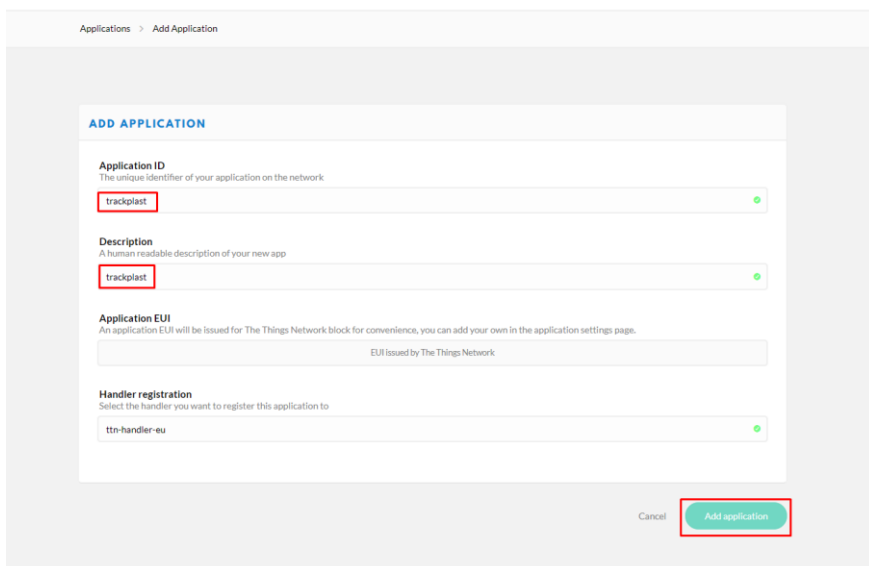 Applications > Add Application
ADD APPLICATION
Application ID
The unique identifier of your application on the network
trackplast
Description
A human readable description of your new app
trackplast
Application EUI
An application EUI will be issued for The Things Network block for convenience, you can add your own in the application settings page.
EUI issued by The Things Network
Handler registration
Select the handler you want to register this application to
ttn-handler-eu
Cancel Add application